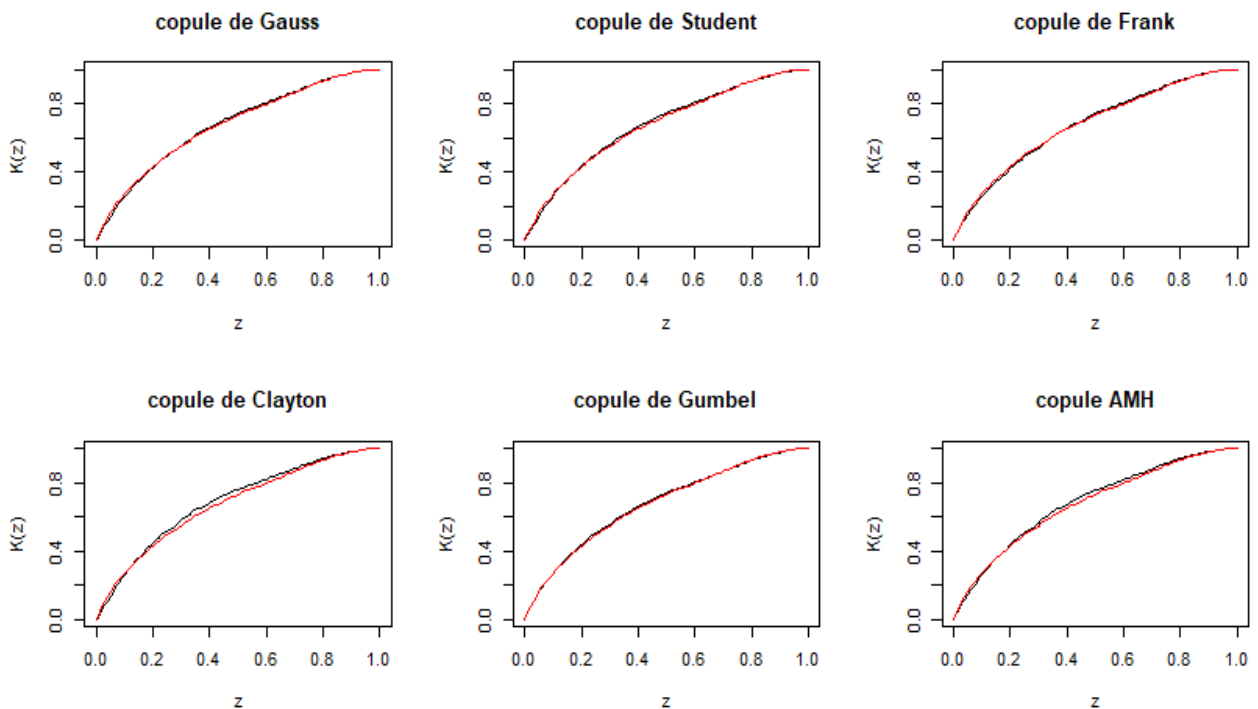 copule de Gauss
K(z)
0.0 0.4 0.8
0.0 0.2 0.4 0.6 0.8 1.0
z
copule de Student
K(z)
0.0 0.4 0.8
0.0 0.2 0.4 0.6 0.8 1.0
z
copule de Frank
K(z)
0.0 0.4 0.8
0.0 0.2 0.4 0.6 0.8 1.0
z
copule de Clayton
K(z)
0.0 0.4 0.8
0.0 0.2 0.4 0.6 0.8 1.0
z
copule de Gumbel
K(z)
0.0 0.4 0.8
0.0 0.2 0.4 0.6 0.8 1.0
z
copule AMH
K(z)
0.0 0.4 0.8
0.0 0.2 0.4 0.6 0.8 1.0
z